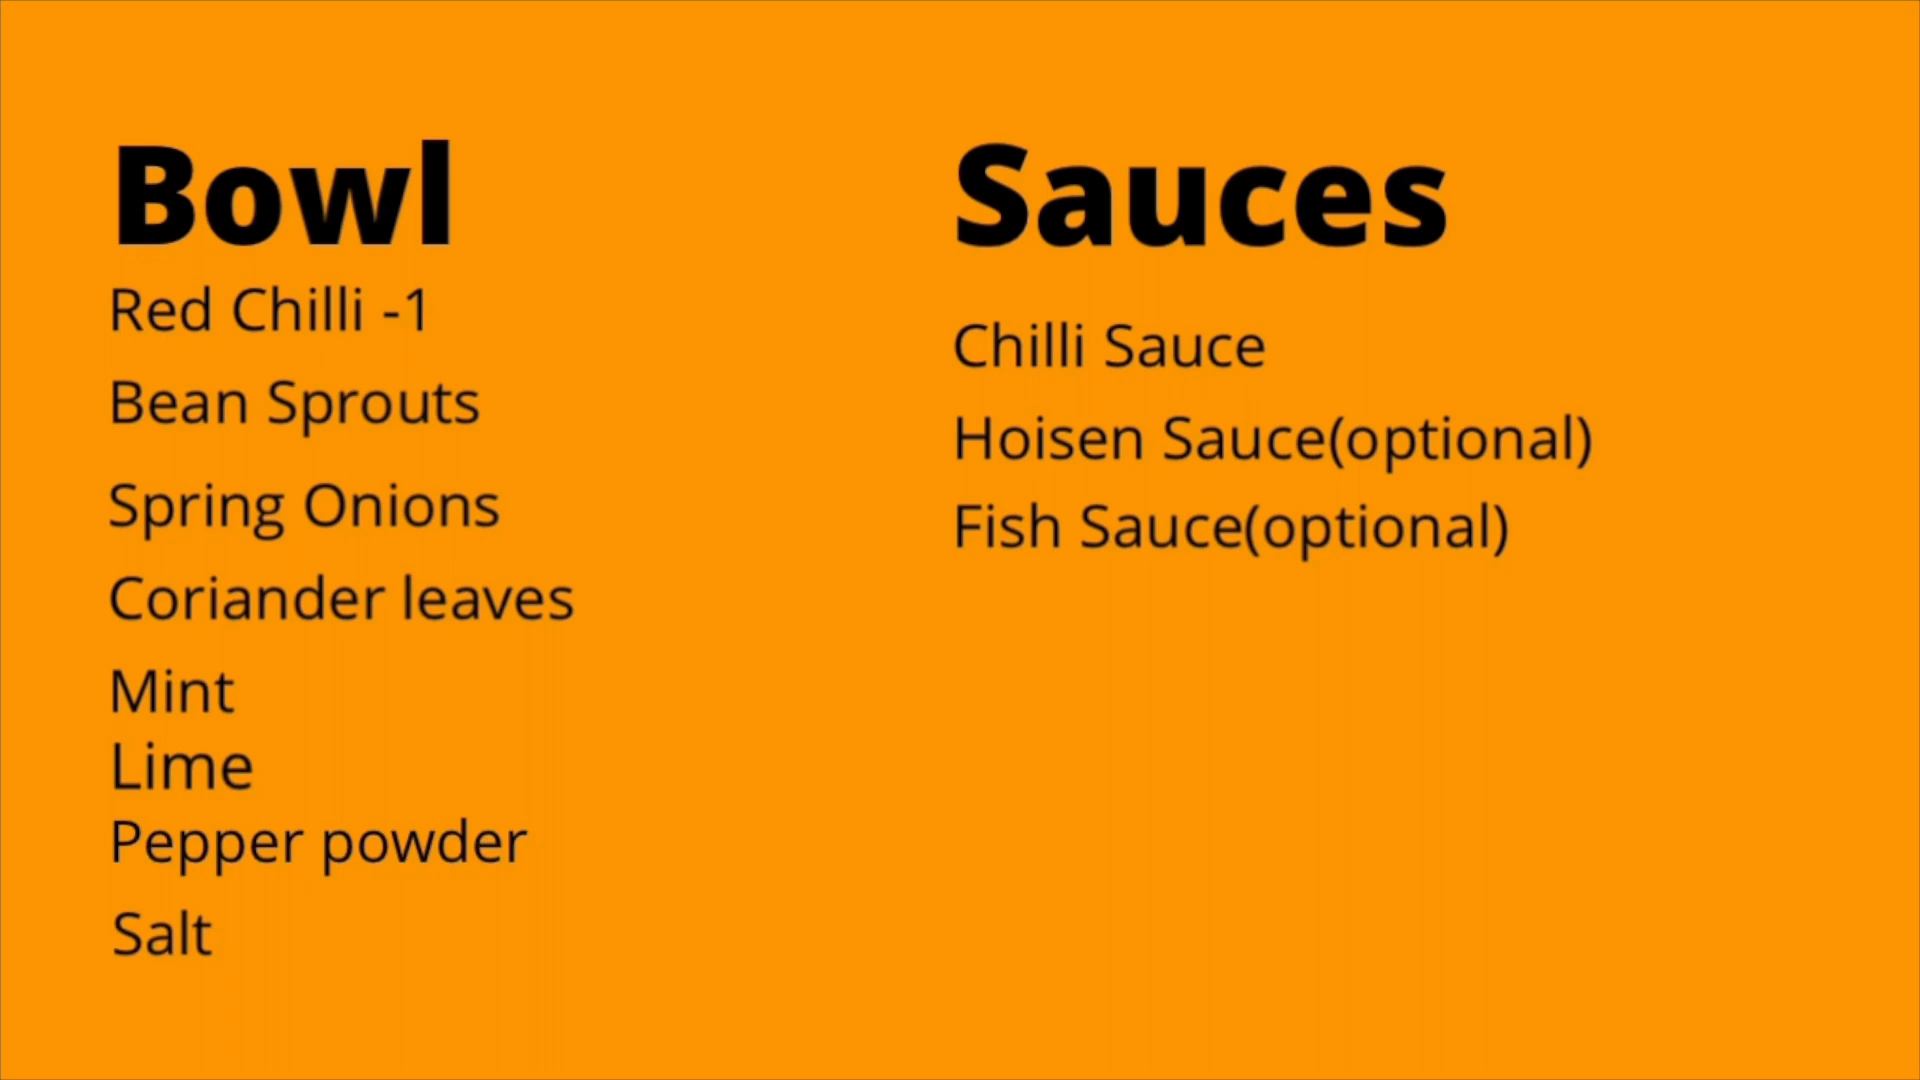 Bowl
Red Chilli -1
Bean Sprouts
Spring Onions
Coriander leaves
Mint
Lime
Pepper powder
Salt
Sauces
Chilli Sauce
Hoisen Sauce(optional)
Fish Sauce(optional)